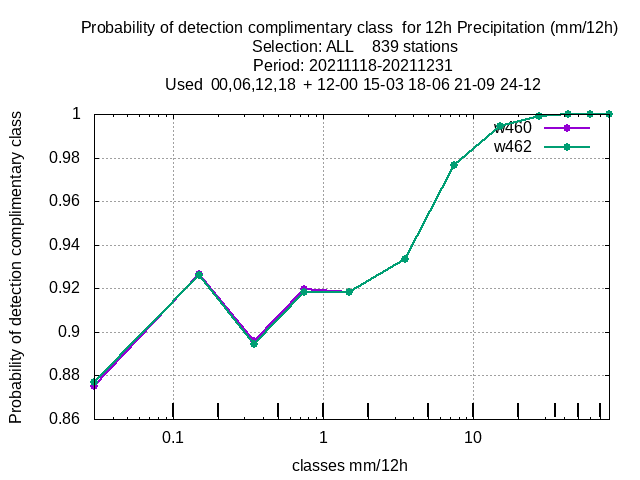 Probability of detection complimentary class  for 12h Precipitation (mm/12h)
Selection: ALL    839 stations
Period: 20211118-20211231
Used  00,06,12,18  + 12-00 15-03 18-06 21-09 24-12
Probability of detection complimentary class
1
0.98
0.96
0.94
0.92
0.9
0.88
0.86
w460
w462
0.1
1
10
classes mm/12h